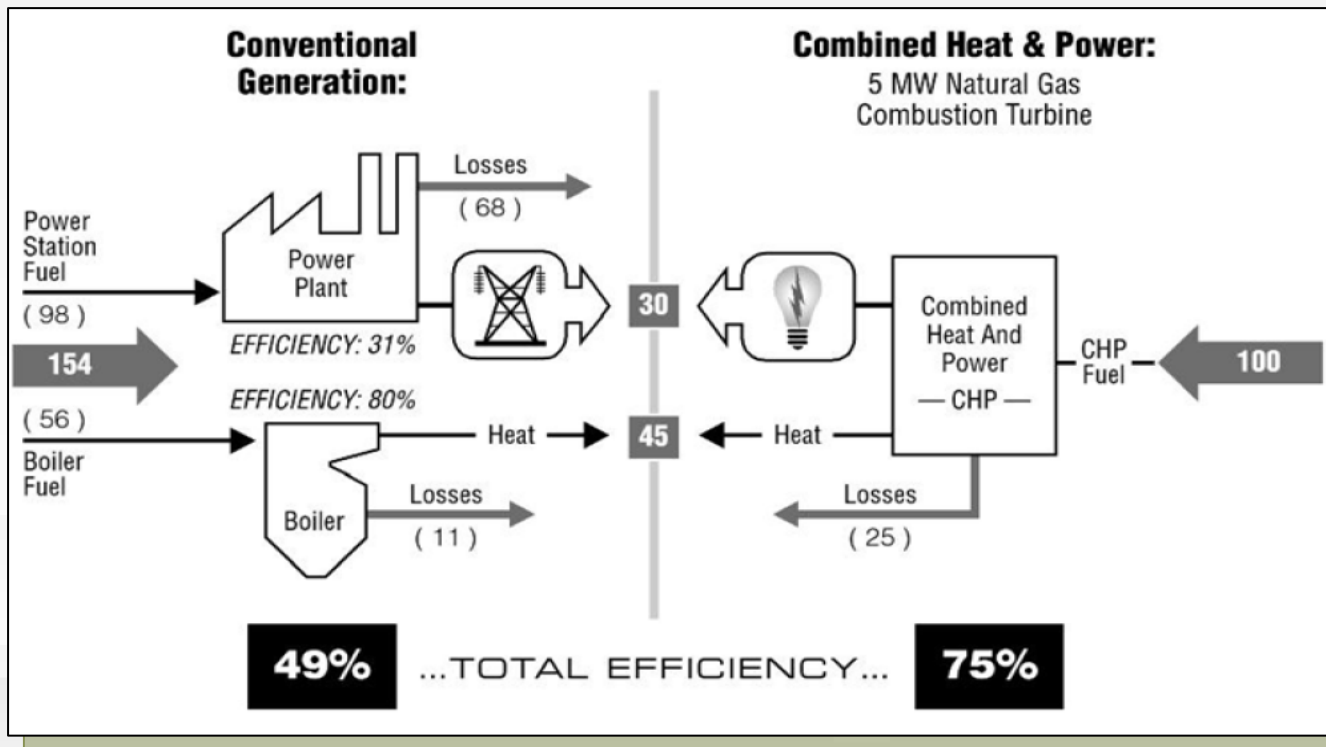 Conventional
Generation:
Combined Heat & Power:
5 MW Natural Gas
Combustion Turbine
Losses
( 68 )
Power
Station
Fuel
( 98 )
Power
Plant
30
Combined
Heat And
Power
— CHP —
CHP
Fuel
100
154
EFFICIENCY: 31%
EFFICIENCY: 80%
( 56 )
Boiler
Fuel
Heat
45
Heat
Boiler
Losses
( 11 )
Losses
( 25 )
49% ...TOTAL EFFICIENCY... 75%